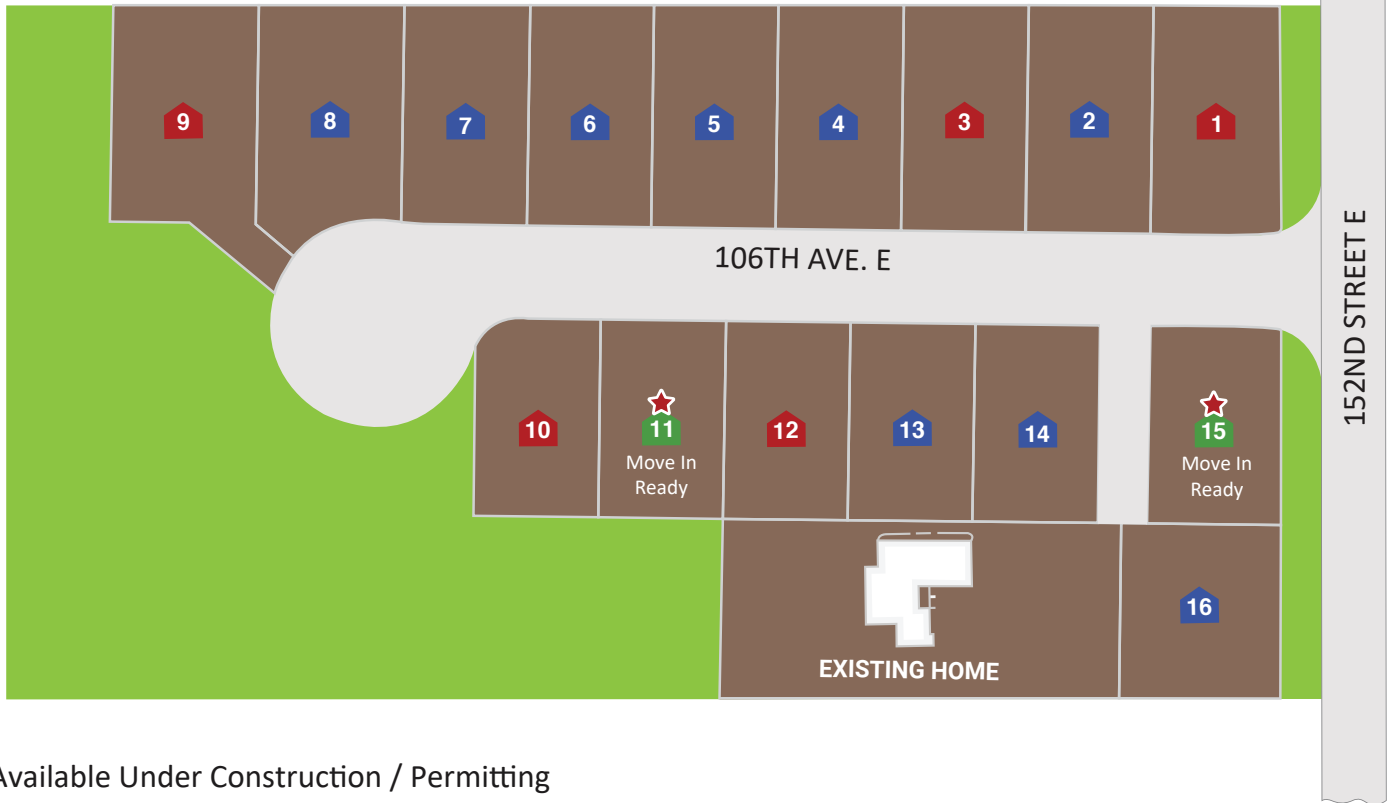 9
8
7
6
5
4
3
2
1
106TH AVE. E
152ND STREET E
10
11
Move In
Ready
12
13
14
15
Move In
Ready
16
EXISTING HOME
Available Under Construction / Permitting